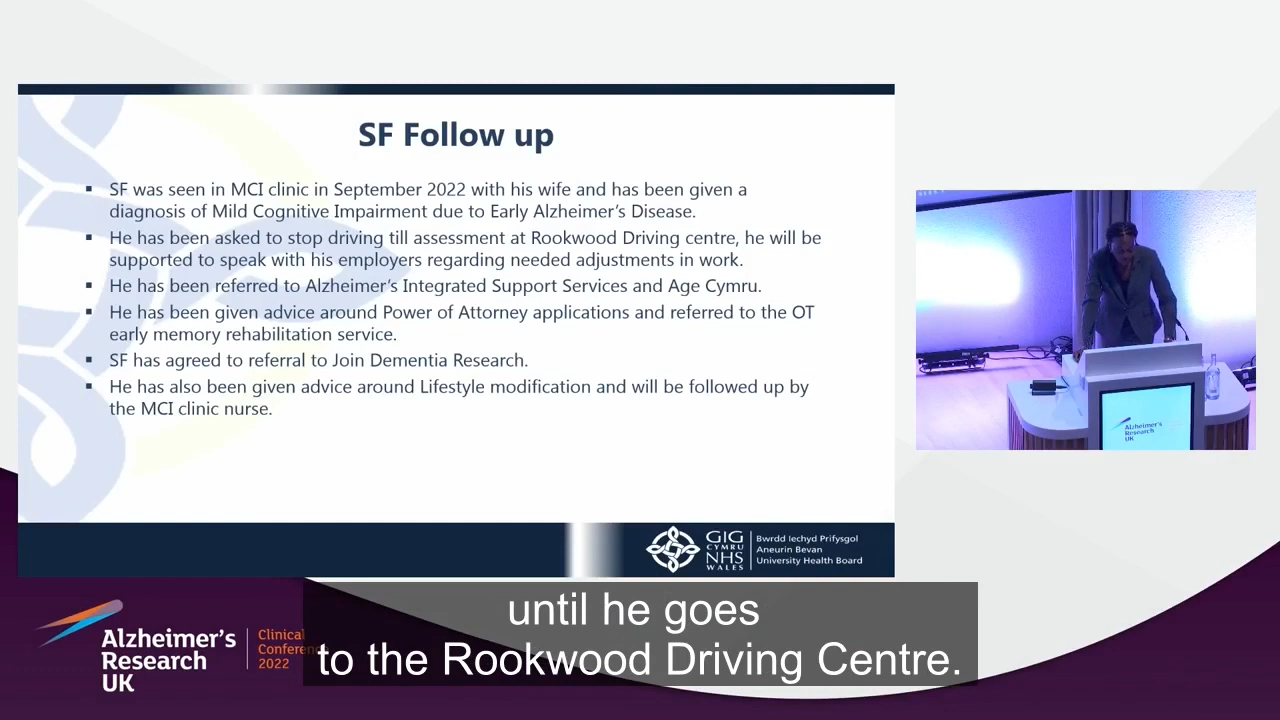 SF Follow up
▪ SF was seen in MCI clinic in September 2022 with his wife and has been given a
diagnosis of Mild Cognitive Impairment due to Early Alzheimer's Disease.
▪ He has been asked to stop driving till assessment at Rookwood Driving centre, he will be
supported to speak with his employers regarding needed adjustments in work.
▪ He has been referred to Alzheimer's Integrated Support Services and Age Cymru.
▪ He has been given advice around Power of Attorney applications and referred to the OT
early memory rehabilitation service.
▪ SF has agreed to referral to Join Dementia Research.
▪ He has also been given advice around Lifestyle modification and will be followed up by
the MCI clinic nurse.
GIG
CYMRU
NHS
WALES
Bwrdd Iechyd Prifysgol
Aneurin Bevan
University Health Board
Alzheimer's
Research
UK
Alzheimer's
Research
UK
Clinical
Conference
2022
until he goes
to the Rookwood Driving Centre.